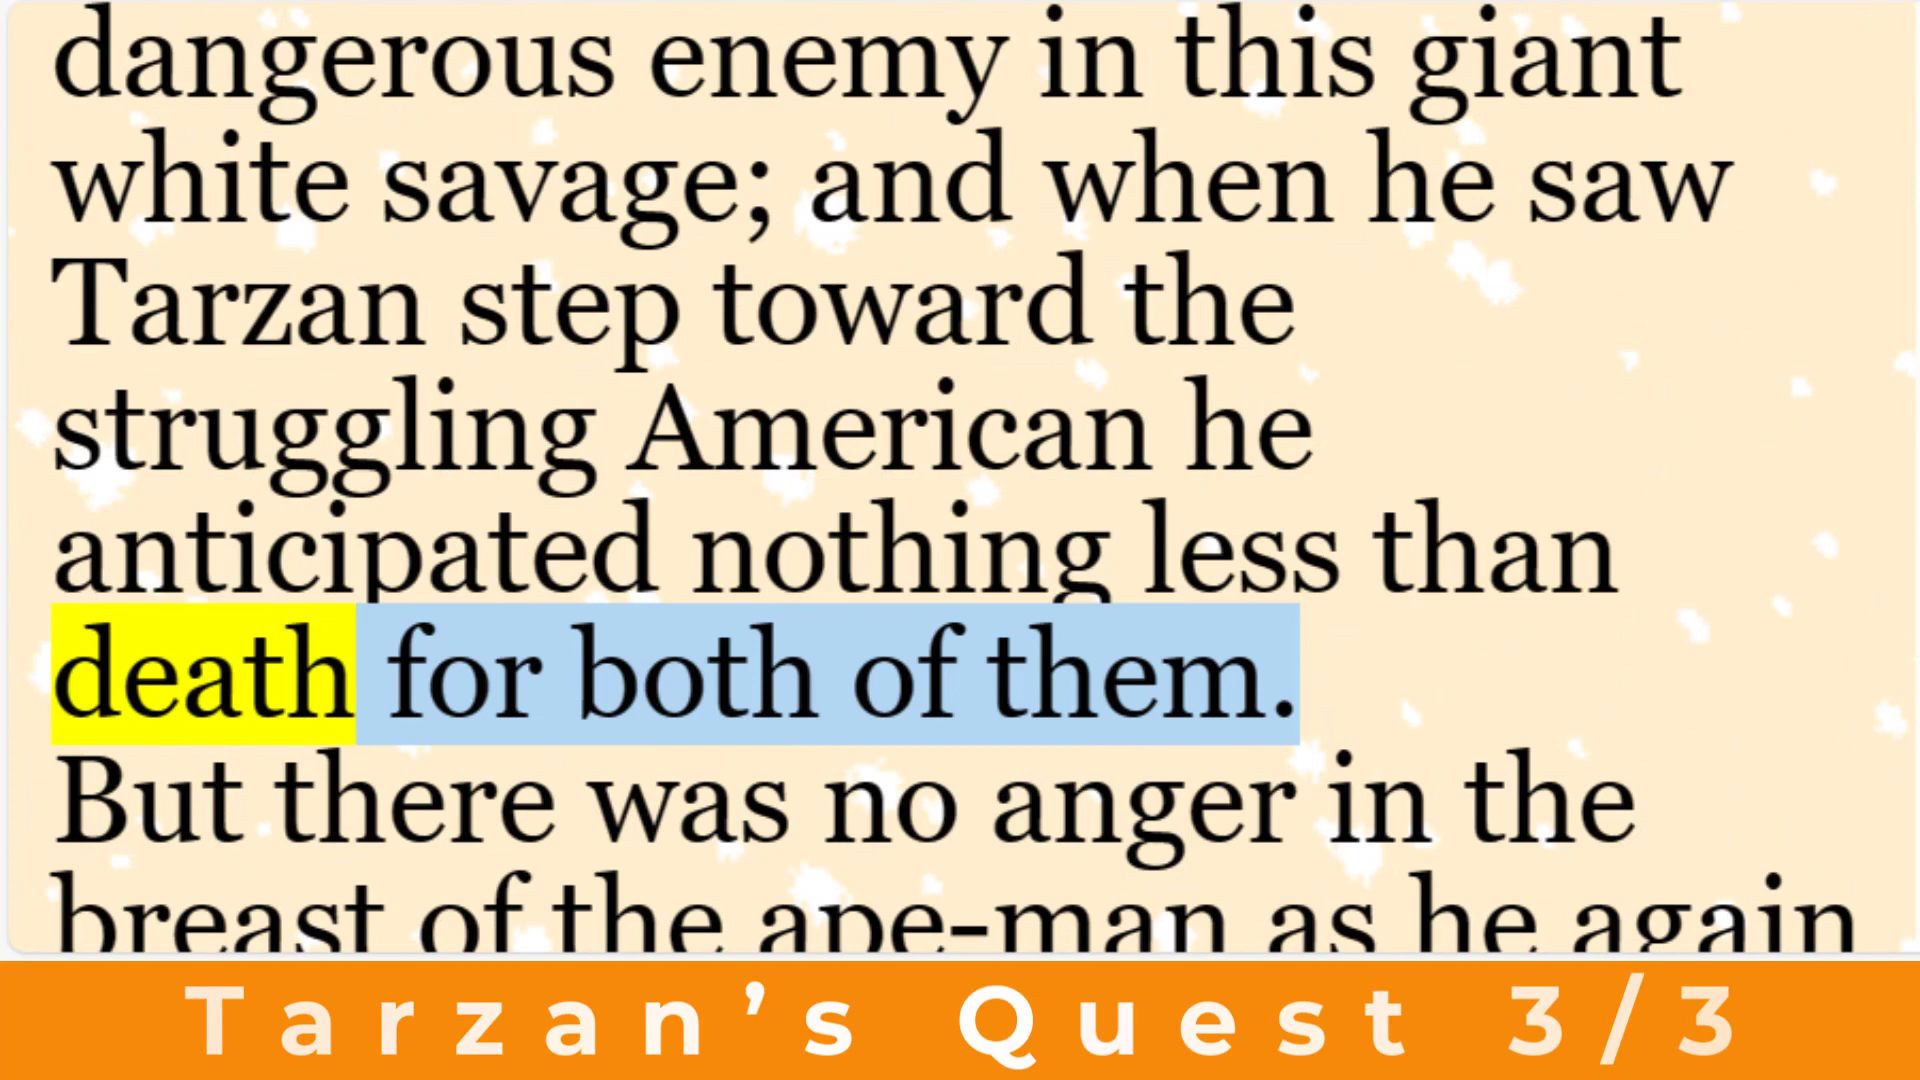 dangerous enemy in this giant
white savage; and when he saw
Tarzan step toward the
struggling American he
anticipated nothing less than
death for both of them.
But there was no anger in the
breast of the ape-man as he again
Tarzan’s Quest 3/3